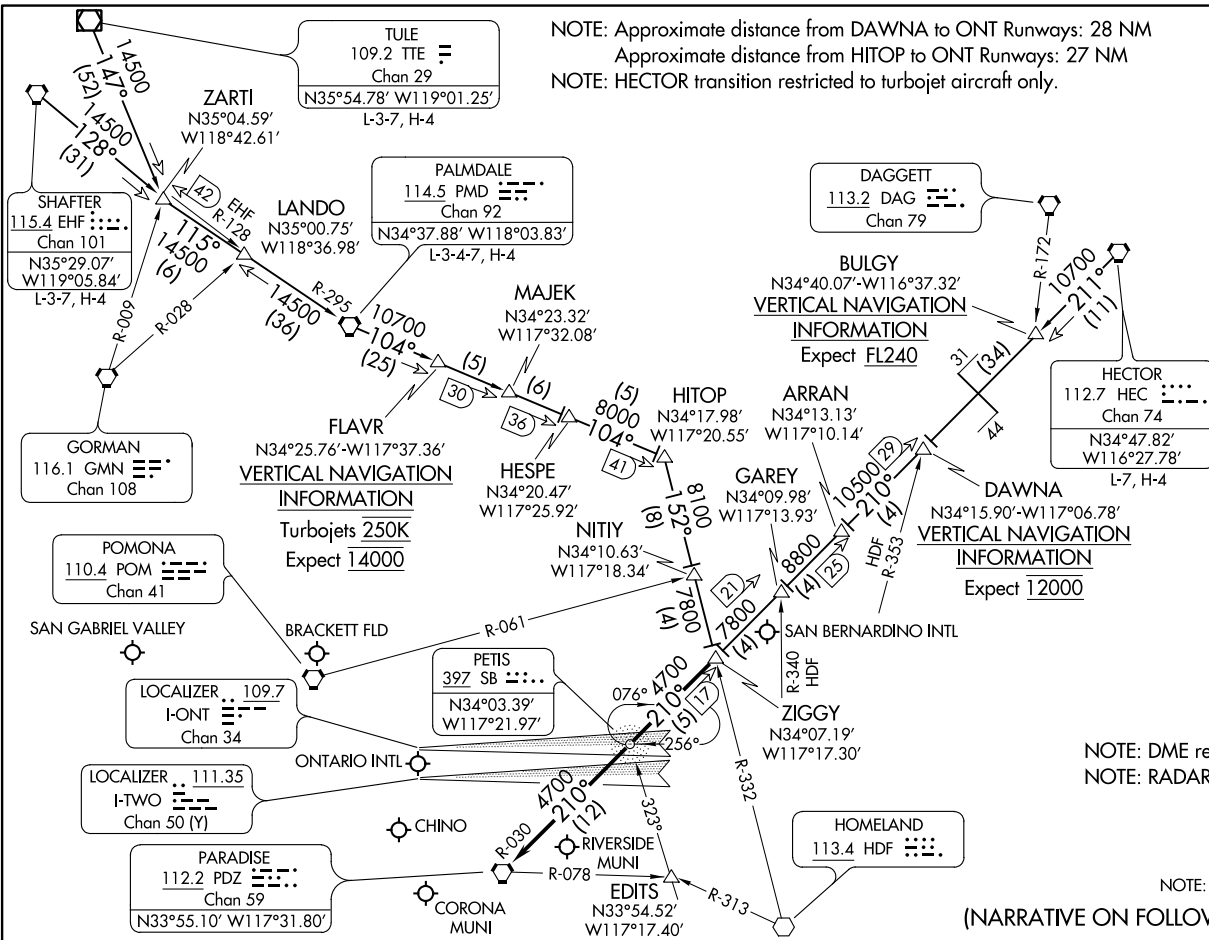 NOTE: Approximate distance from DAWNA to ONT Runways: 28 NM
Approximate distance from HITOP to ONT Runways: 27 NM
NOTE: HECTOR transition restricted to turbojet aircraft only.
TULE
109.2 TTE
Chan 29
N35°54.78' W119°01.25'
L-3-7, H-4
14500
147°
(52)
14500
128°
(31)
ZARTI
N35°04.59'
W118°42.61'
SHAFTER
115.4 EHF
Chan 101
N35°29.07'
W119°05.84'
L-3-7, H-4
42
EHF
R-128
115°
14500
(6)
LANDO
N35°00.75'
W118°36.98'
PALMDALE
114.5 PMD
Chan 92
N34°37.88' W118°03.83'
L-3-4-7, H-4
R-295
14500
(36)
R-009
R-028
GORMAN
116.1 GMN
Chan 108
10700
104°
(25)
FLAVR
N34°25.76'-W117°37.36'
VERTICAL NAVIGATION
INFORMATION
Turbojets 250K
Expect 14000
(5)
30
MAJEK
N34°23.32'
W117°32.08'
(6)
36
HESPE
N34°20.47'
W117°25.92'
(5)
8000
104°
41
HITOP
N34°17.98'
W117°20.55'
8100
152°
(8)
NITIY
N34°10.63'
W117°18.34'
7800
(4)
DAGGETT
113.2 DAG
Chan 79
R-172
BULGY
N34°40.07'-W116°37.32'
VERTICAL NAVIGATION
INFORMATION
Expect FL240
10700
211°
(11)
HECTOR
112.7 HEC
Chan 74
N34°47.82'
W116°27.78'
L-7, H-4
31
(34)
44
ARRAN
N34°13.13'
W117°10.14'
29
10500
210°
(4)
DAWNA
N34°15.90'-W117°06.78'
VERTICAL NAVIGATION
INFORMATION
Expect 12000
HDF
R-353
GAREY
N34°09.98'
W117°13.93'
8800
(4)
25
21
7800
(4)
SAN BERNARDINO INTL
R-340
HDF
ZIGGY
N34°07.19'
W117°17.30'
POMONA
110.4 POM
Chan 41
SAN GABRIEL VALLEY
BRACKETT FLD
R-061
LOCALIZER 109.7
I-ONT
Chan 34
PETIS
397 SB
N34°03.39'
W117°21.97'
076°
4700
210°
(5)
17
256°
ONTARIO INTL
LOCALIZER 111.35
I-TWO
Chan 50 (Y)
4700
210°
(12)
R-030
323°
R-332
CHINO
RIVERSIDE
MUNI
PARADISE
112.2 PDZ
Chan 59
N33°55.10' W117°31.80'
R-078
CORONA
MUNI
EDITS
N33°54.52'
W117°17.40'
R-313
HOMELAND
113.4 HDF
NOTE: DME re
NOTE: RADAR
NOTE:
(NARRATIVE ON FOLLOW